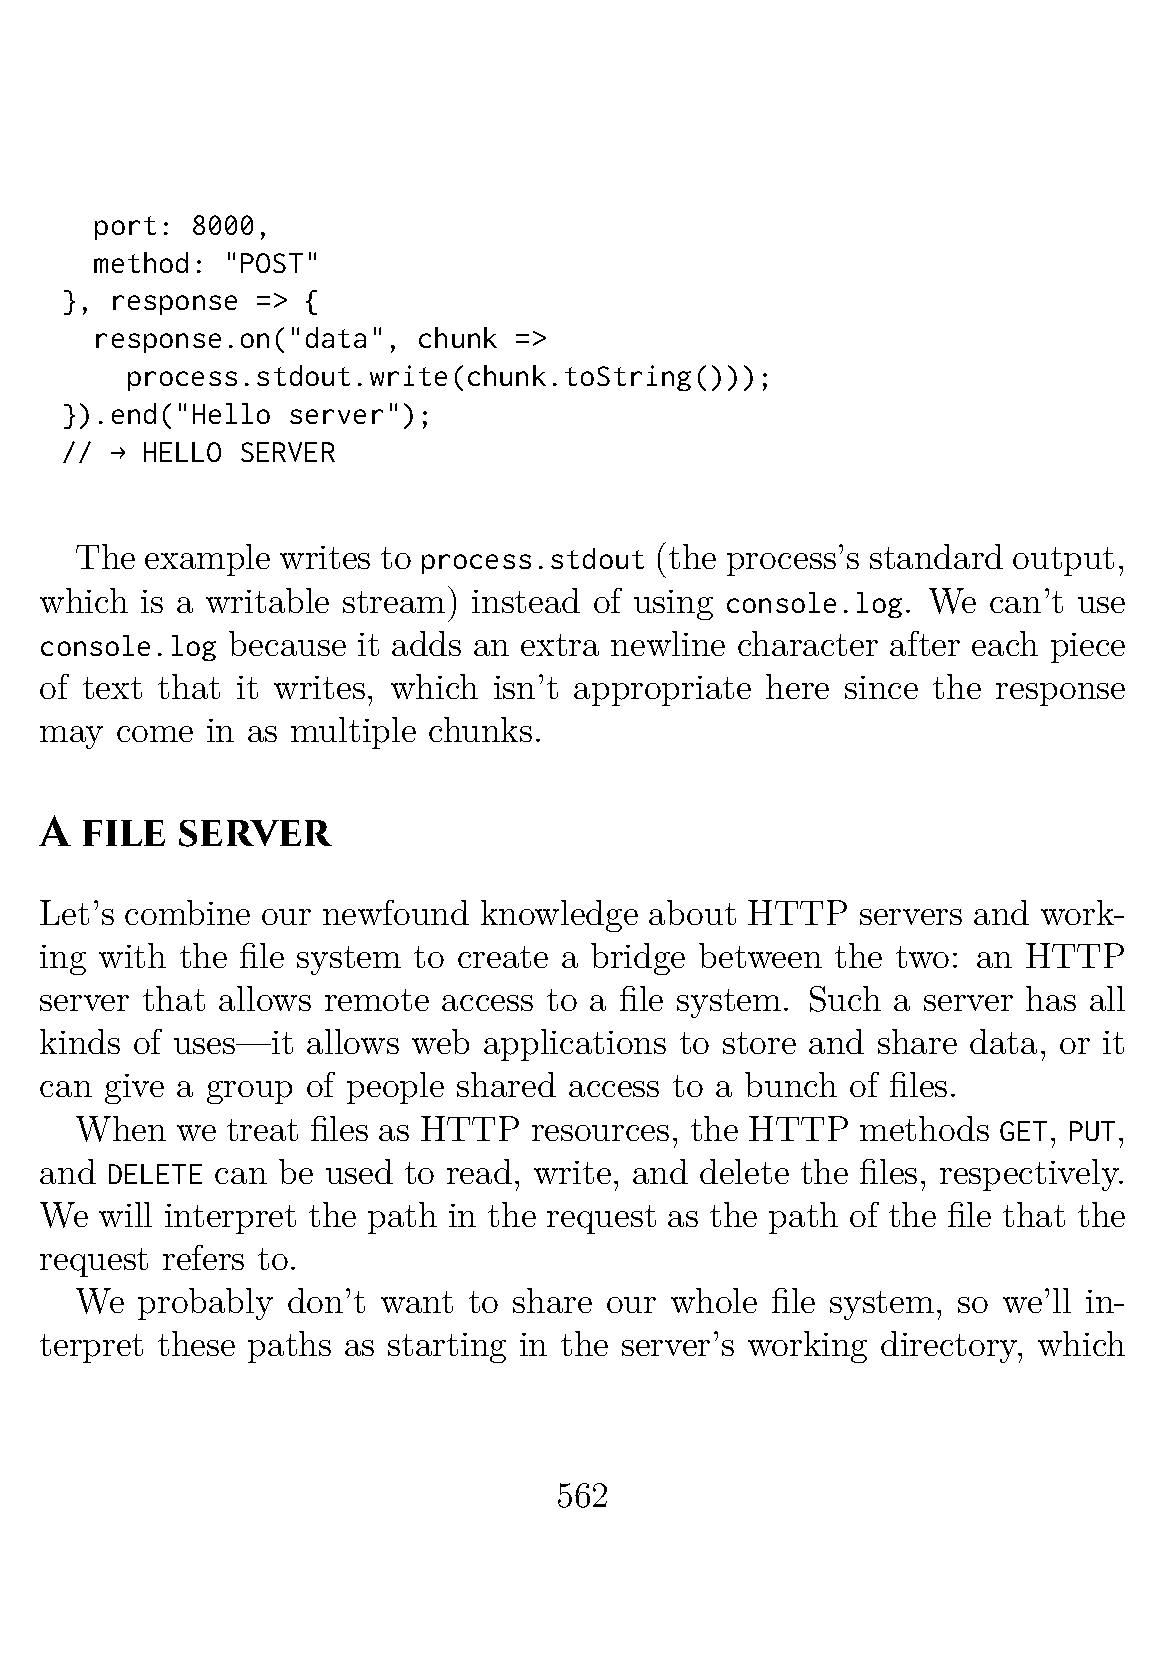 port: 8000,
  method: "POST"
}, response => {
  response.on("data", chunk =>
    process.stdout.write(chunk.toString()));
}).end("Hello server");
// → HELLO SERVER
The example writes to process.stdout (the process’s standard output,
which is a writable stream) instead of using console.log. We can’t use
console.log because it adds an extra newline character after each piece
of text that it writes, which isn’t appropriate here since the response
may come in as multiple chunks.
A file server
Let’s combine our newfound knowledge about HTTP servers and work-
ing with the file system to create a bridge between the two: an HTTP
server that allows remote access to a file system. Such a server has all
kinds of uses—it allows web applications to store and share data, or it
can give a group of people shared access to a bunch of files.
When we treat files as HTTP resources, the HTTP methods GET, PUT,
and DELETE can be used to read, write, and delete the files, respectively.
We will interpret the path in the request as the path of the file that the
request refers to.
We probably don’t want to share our whole file system, so we’ll in-
terpret these paths as starting in the server’s working directory, which
562